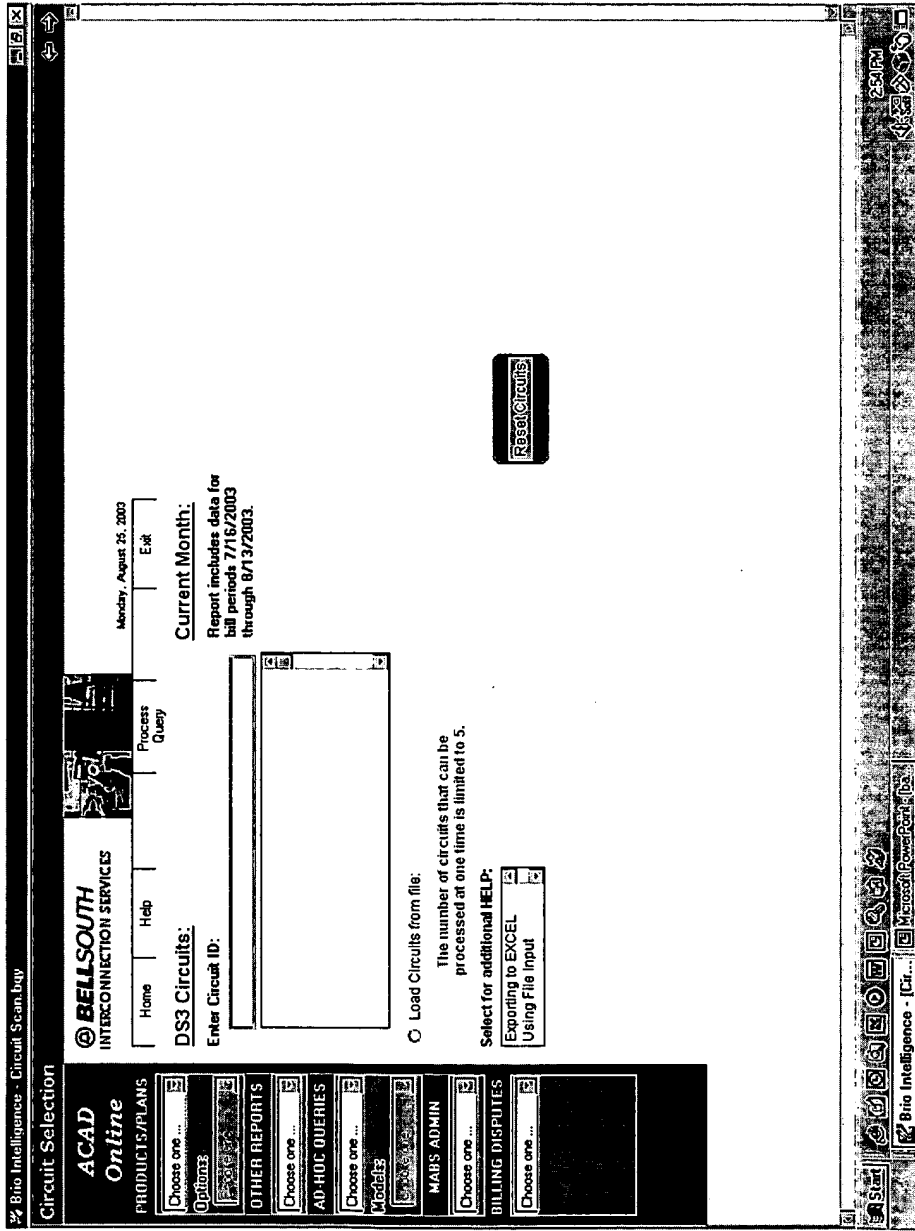 Brio Intelligence - Circuit Scan.bqy
Circuit Selection
ACAD
Online
PRODUCTS/PLANS
Choose one ...
Options:
OTHER REPORTS
Choose one ...
AD-HOC QUERIES
Choose one ...
Models:
MABS ADMIN
Choose one ...
BILLING DISPUTES
Choose one ...
BELLSOUTH
INTERCONNECTION SERVICES
Monday, August 25, 2003
Home
Help
Process
Query
Exit
DS3 Circuits:
Enter Circuit ID:
Current Month:
Report includes data for
bill periods 7/16/2003
through 8/13/2003.
Load Circuits from file:
The number of circuits that can be
processed at one time is limited to 5.
Select for additional HELP:
Exporting to EXCEL
Using File Input
Reset Circuits
Start
2:54 PM
Brio Intelligence - [Cir...
Microsoft PowerPoint - [ba...